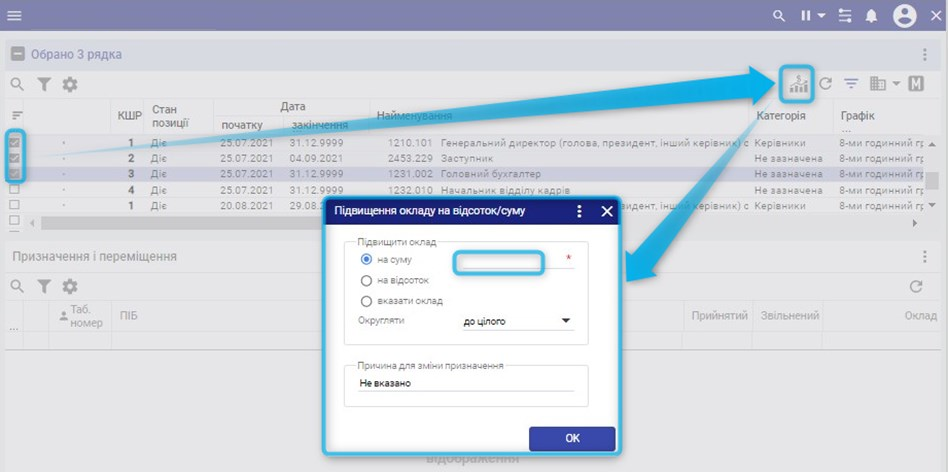 Обрано 3 рядка
КШР Стан позиції Дата Найменування Категорія Графік ...
початку закінчення
1 Діє 25.07.2021 31.12.9999 1210.101 Генеральний директор (голова, президент, інший керівник) с Керівники 8-ми годинний гр
2 Діє 25.07.2021 04.09.2021 2453.229 Заступник Не зазначена 8-ми годинний гр
3 Діє 25.07.2021 31.12.9999 1231.002 Головний бухгалтер Не зазначена 8-ми годинний гр
4 Діє 25.07.2021 31.12.9999 1232.010 Начальник відділу кадрів Не зазначена 8-ми годинний гр
1 Діє 20.08.2021 29.08 президент, інший керівник) с Керівники 8-ми годинний гр
Підвищення окладу на відсоток/суму
Призначення і переміщення
Підвищити оклад
на суму *
на відсоток
вказати оклад
Округляти до цілого
... Таб. номер ПІБ Прийнятий Звільнений Оклад
Причина для зміни призначення
Не вказано
OK
відображення